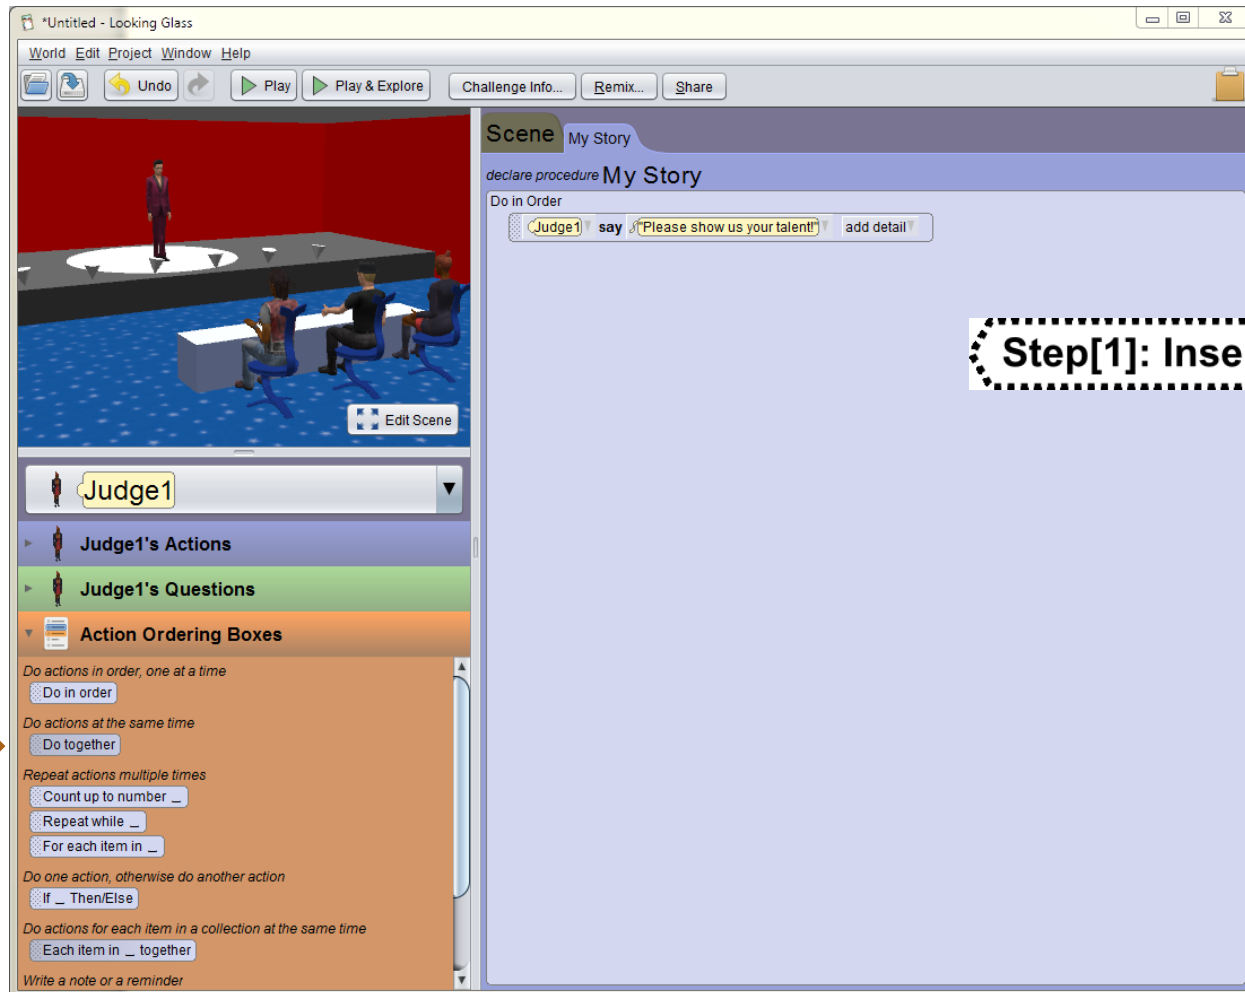 *Untitled - Looking Glass
World Edit Project Window Help
Undo Play Play & Explore Challenge Info... Remix... Share
Scene My Story
declare procedure My Story
Do in Order
Judge1 say "Please show us your talent!" add detail
Step[1]: Inse
Edit Scene
Judge1
Judge1's Actions
Judge1's Questions
Action Ordering Boxes
Do actions in order, one at a time
Do in order
Do actions at the same time
Do together
Repeat actions multiple times
Count up to number _
Repeat while _
For each item in _
Do one action, otherwise do another action
If _ Then/Else
Do actions for each item in a collection at the same time
Each item in _ together
Write a note or a reminder